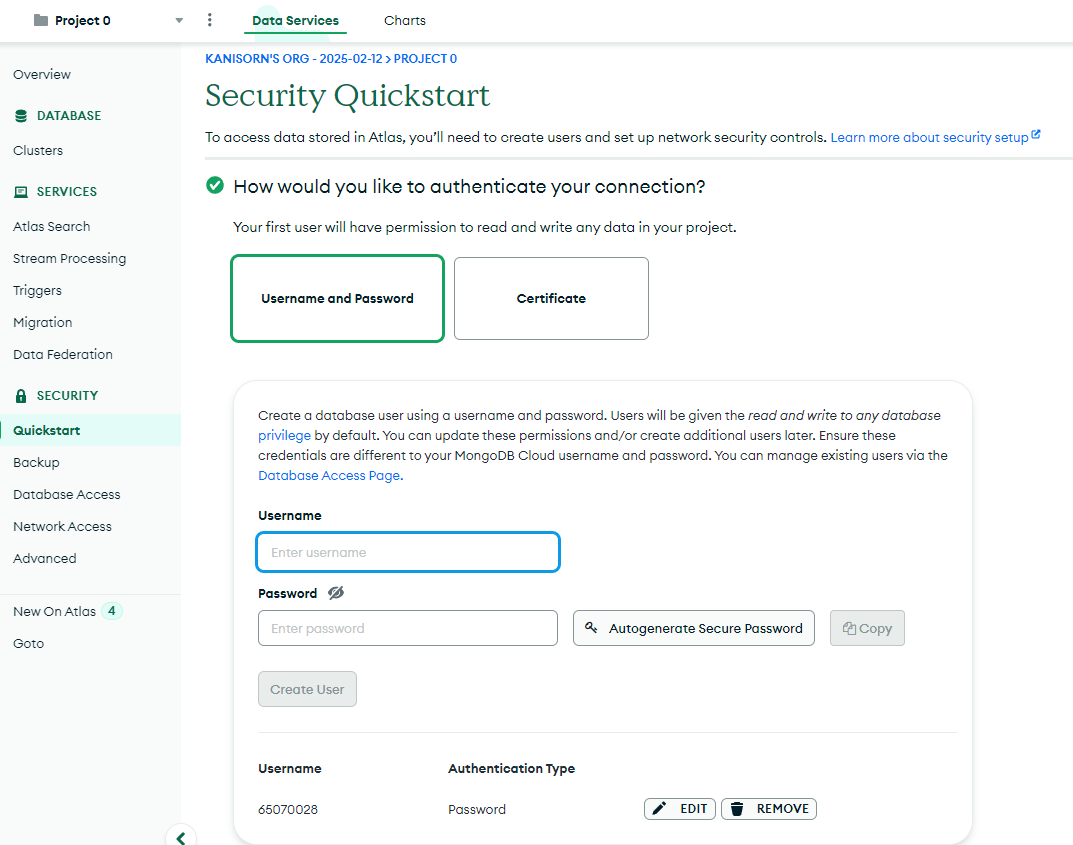 Project 0
Data Services
Charts
Overview
DATABASE
Clusters
SERVICES
Atlas Search
Stream Processing
Triggers
Migration
Data Federation
SECURITY
Quickstart
Backup
Database Access
Network Access
Advanced
New On Atlas 4
Goto
KANISORN'S ORG - 2025-02-12 > PROJECT 0
Security Quickstart
To access data stored in Atlas, you'll need to create users and set up network security controls. Learn more about security setup
How would you like to authenticate your connection?
Your first user will have permission to read and write any data in your project.
Username and Password
Certificate
Create a database user using a username and password. Users will be given the read and write to any database
privilege by default. You can update these permissions and/or create additional users later. Ensure these
credentials are different to your MongoDB Cloud username and password. You can manage existing users via the
Database Access Page.
Username
Enter username
Password
Enter password
Autogenerate Secure Password
Copy
Create User
Username Authentication Type
65070028 Password EDIT REMOVE